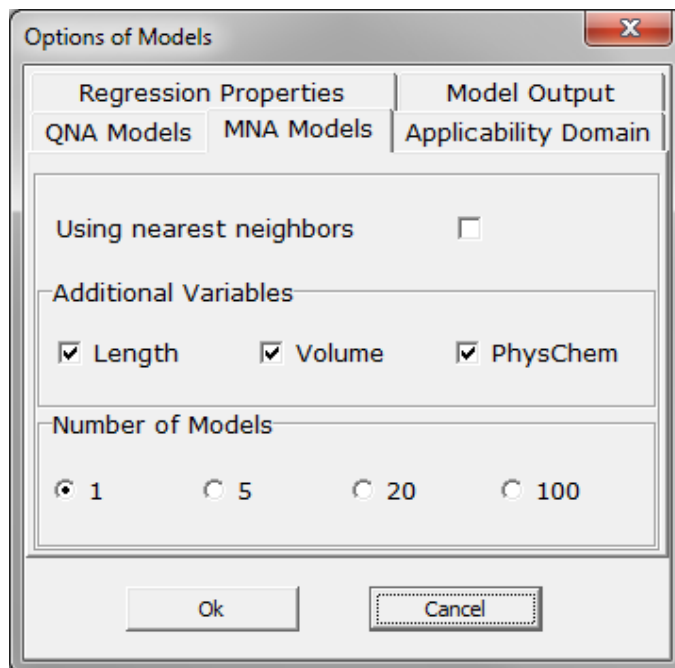 Options of Models
Regression Properties Model Output
QNA Models MNA Models Applicability Domain
Using nearest neighbors
Additional Variables
Length Volume PhysChem
Number of Models
1 5 20 100
Ok Cancel